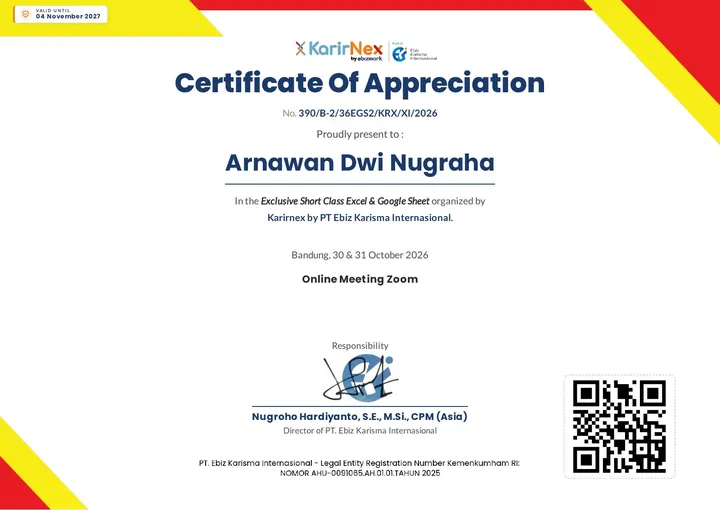 VALID UNTIL
04 November 2027
KarirNex
by ebizmark
Ebiz
Karisma
Internasional
Certificate Of Appreciation
No. 390/B-2/36EGS2/KRX/XI/2026
Proudly present to :
Arnawan Dwi Nugraha
In the Exclusive Short Class Excel & Google Sheet organized by
Karirnex by PT Ebiz Karisma Internasional.
Bandung, 30 & 31 October 2026
Online Meeting Zoom
Responsibility
Nugroho Hardiyanto, S.E., M.Si., CPM (Asia)
Director of PT. Ebiz Karisma Internasional
PT. Ebiz Karisma Internasional - Legal Entity Registration Number Kemenkumham RI:
NOMOR AHU-0091065.AH.01.01.TAHUN 2025